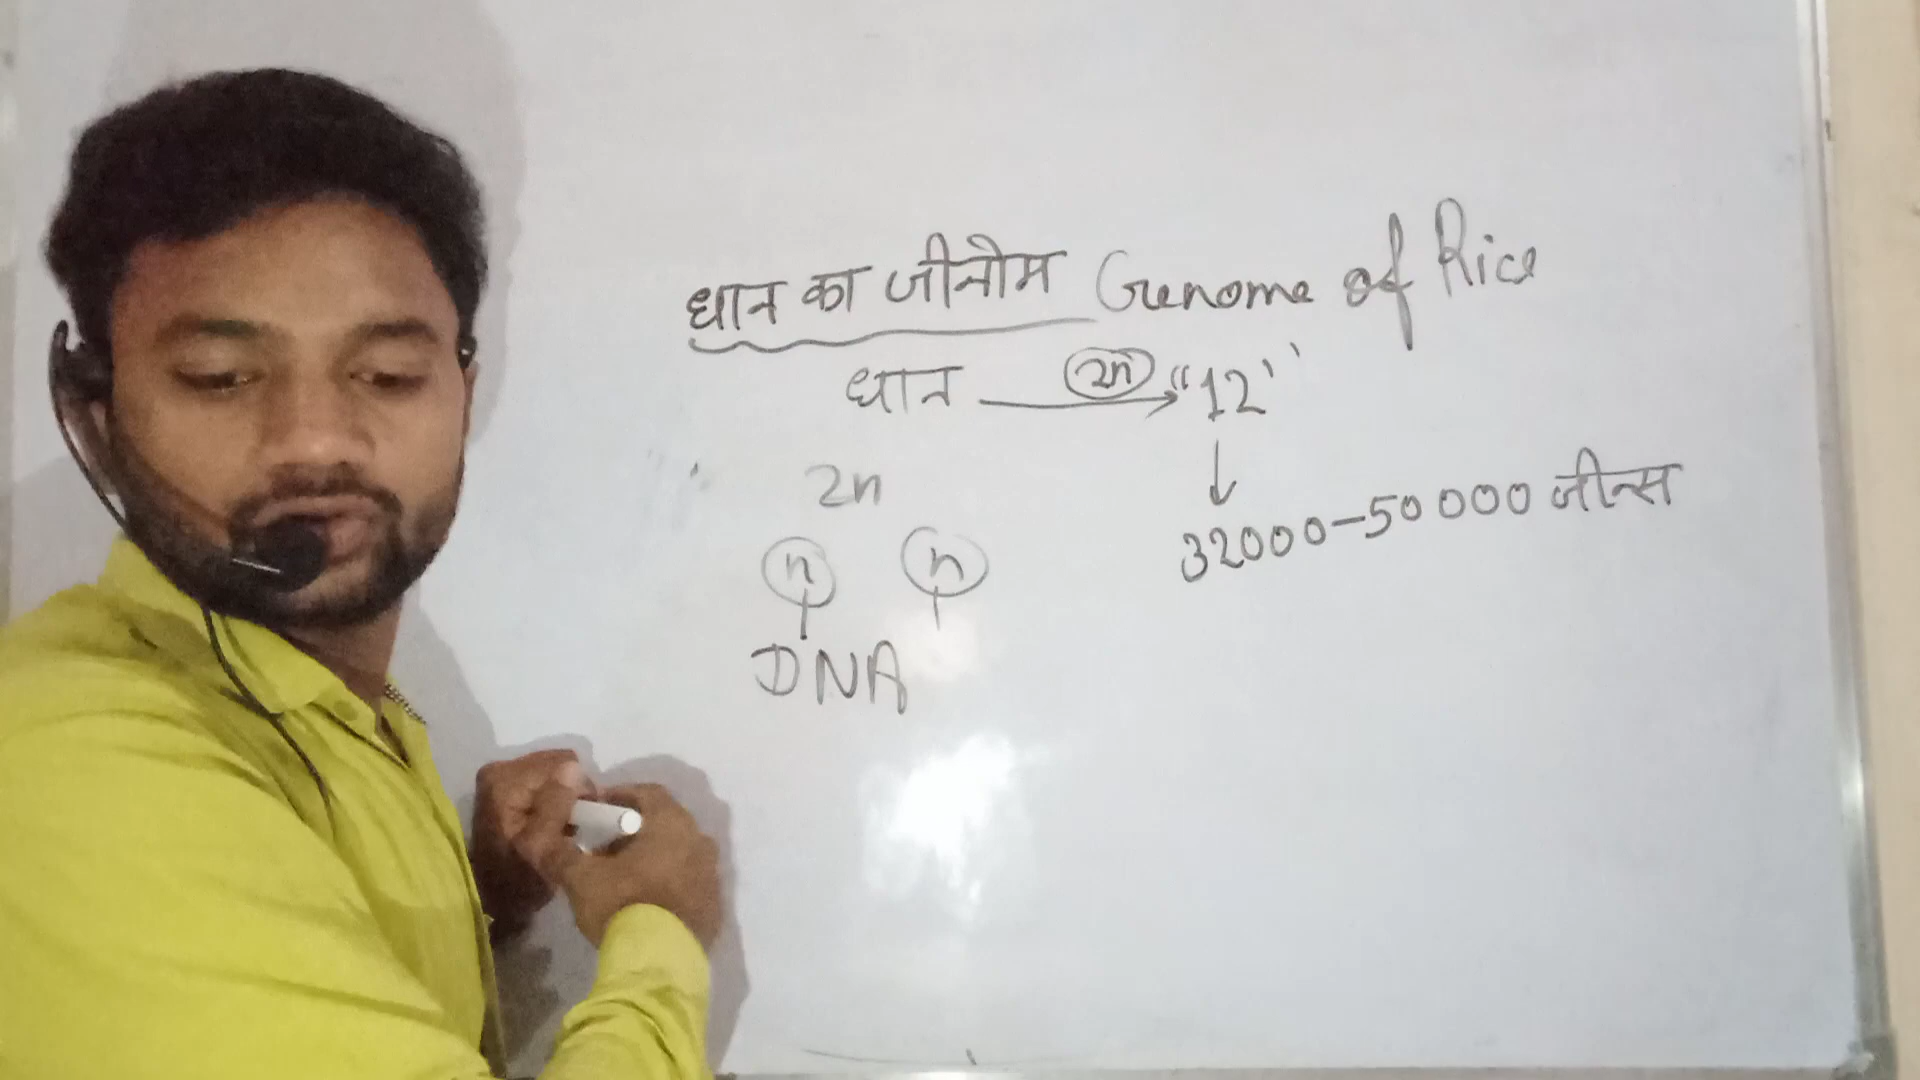 धान का जीनोम Genome of Rice
धान 2n "12"
2n
32000-50000 जीन्स
n n
DNA